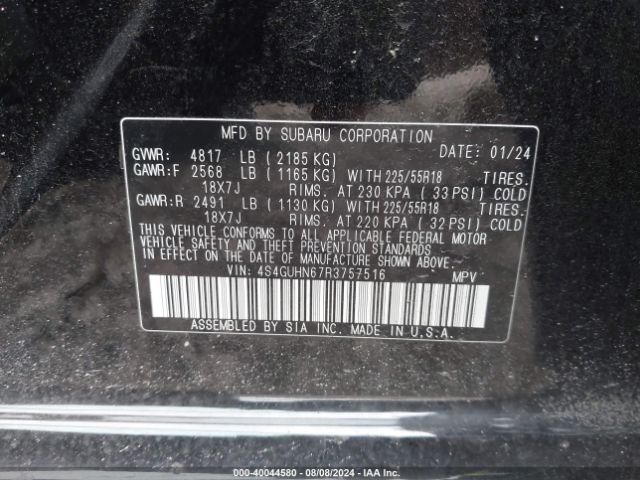 MFD BY SUBARU CORPORATION
GVWR: 4817 LB ( 2185 KG) DATE: 01/24
GAWR:F 2568 LB ( 1165 KG) WITH 225/55R18 TIRES.
18X7J RIMS. AT 230 KPA ( 33 PSI) COLD
GAWR:R 2491 LB ( 1130 KG) WITH 225/55R18 TIRES.
18X7J RIMS. AT 220 KPA ( 32 PSI) COLD
THIS VEHICLE CONFORMS TO ALL APPLICABLE FEDERAL MOTOR
VEHICLE SAFETY AND THEFT PREVENTION STANDARDS
IN EFFECT ON THE DATE OF MANUFACTURE SHOWN ABOVE.
VIN: 4S4GUHN67R3757516 MPV
ASSEMBLED BY SIA INC. MADE IN U.S.A.
000-40044580 - 08/08/2024 - IAA Inc.